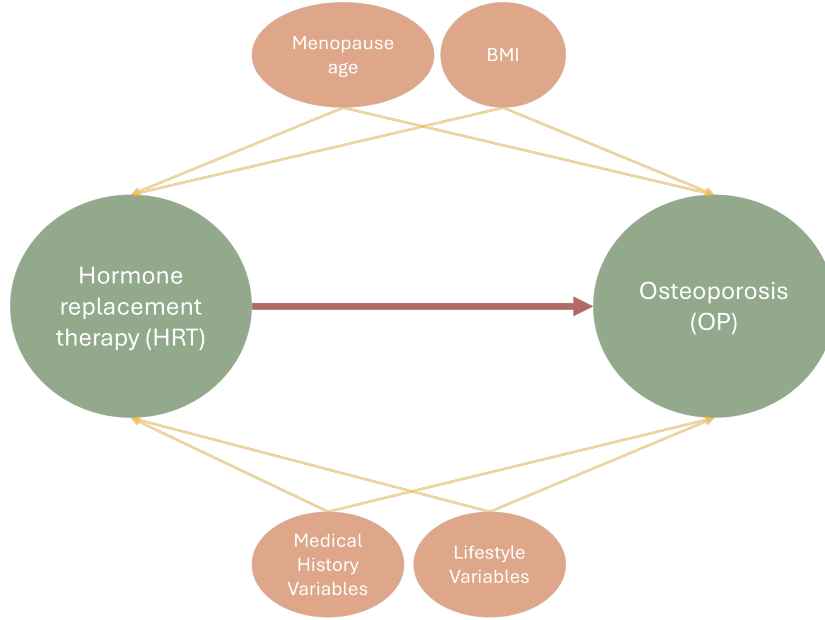 Menopause
age
BMI
Hormone
replacement
therapy (HRT)
Osteoporosis
(OP)
Medical
History
Variables
Lifestyle
Variables